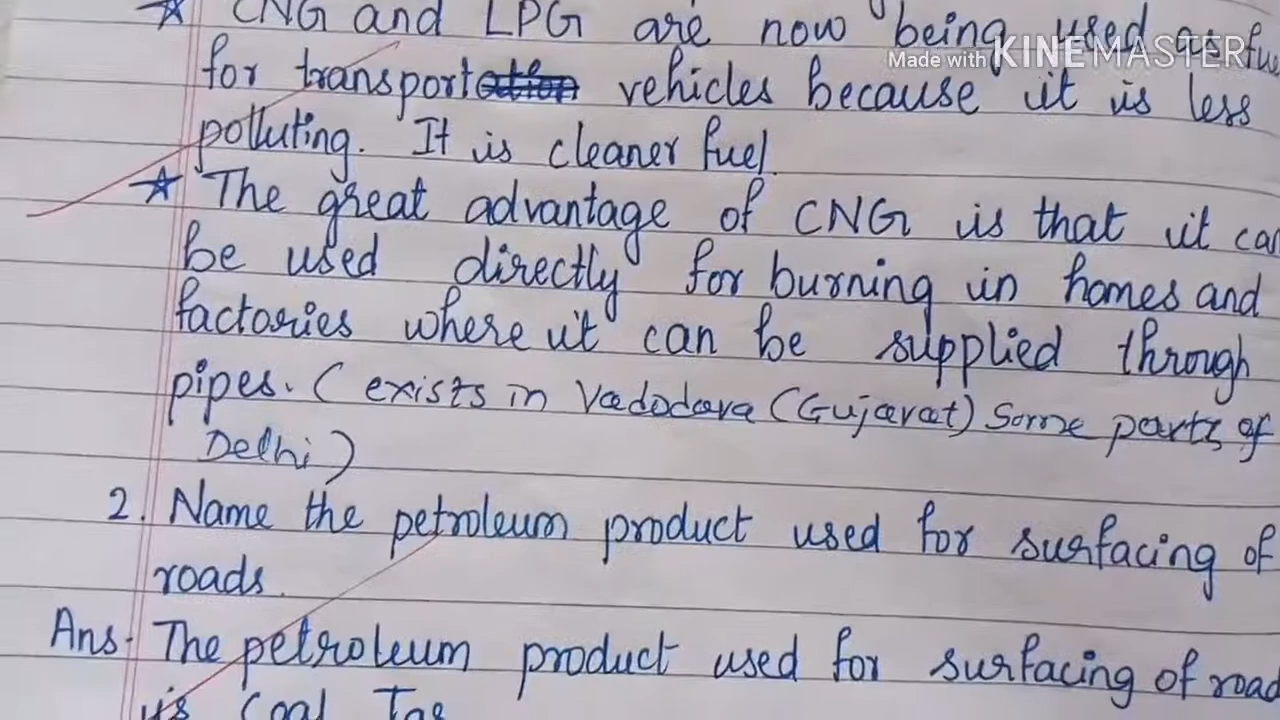 CNG and LPG are now being used as fu
Made with KINEMASTER
for transport vehicles because it is less
polluting. It is cleaner fuel.
The great advantage of CNG is that it can
be used directly for burning in homes and
factories where it can be supplied through
pipes. (exists in Vadodara (Gujarat) Some parts of
Delhi)
2. Name the petroleum product used for surfacing of
roads.
Ans. The petroleum product used for surfacing of road
is Coal Tar